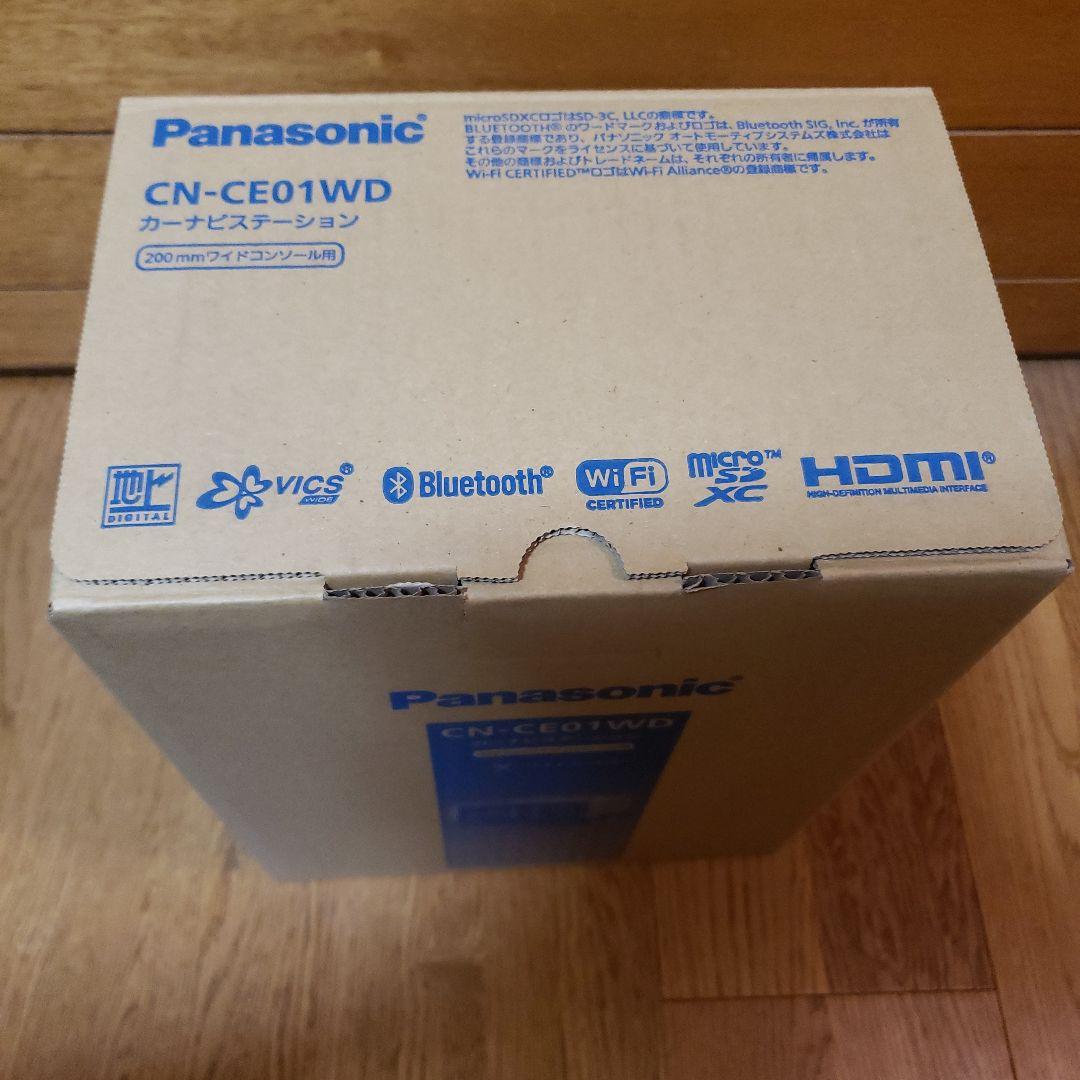 Panasonic
CN-CE01WD
カーナビステーション
200mmワイドコンソール用
microSDXCロゴはSD-3C, LLCの商標です。
BLUETOOTH®のワードマークおよびロゴは、Bluetooth SIG, Inc.が所有
する登録商標であり、パナソニック オートモーティブシステムズ株式会社は
これらのマークをライセンスに基づいて使用しています。
その他の商標およびトレードネームは、それぞれの所有者に帰属します。
Wi-Fi CERTIFIED™ロゴはWi-Fi Alliance®の登録商標です。
地上
DIGITAL
VICS®
WIDE
Bluetooth®
Wi Fi
CERTIFIED
micro™
SD
XC
HDMI®
HIGH-DEFINITION MULTIMEDIA INTERFACE
Panasonic
CN-CE01WD